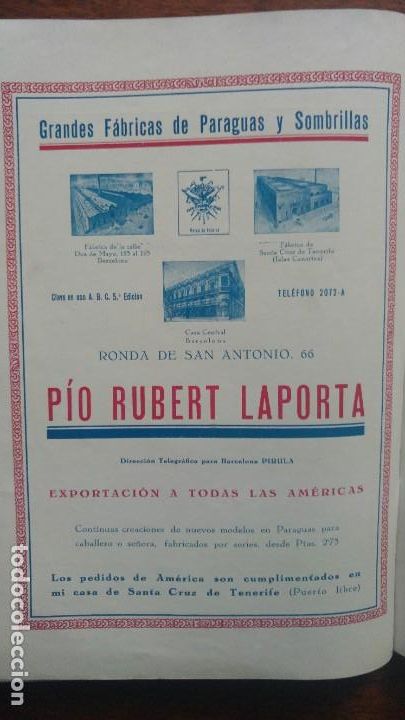 Grandes Fábricas de Paraguas y Sombrillas
Fábrica de la calle
Dos de Mayo, 185 al 195
Barcelona
Fábrica de
Santa Cruz de Tenerife
(Islas Canarias)
Clave en uso A. B. C. 5.ª Edición
TELÉFONO 2072-A
Casa Central
Barcelona
RONDA DE SAN ANTONIO, 66
PÍO RUBERT LAPORTA
Dirección Telegráfica para Barcelona PIRULA
EXPORTACIÓN A TODAS LAS AMÉRICAS
Continuas creaciones de nuevos modelos en Paraguas para
caballero o señora, fabricados por series, desde Ptas. 2'75
Los pedidos de América son cumplimentados en
mi casa de Santa Cruz de Tenerife (Puerto libre)
todocoleccion.net